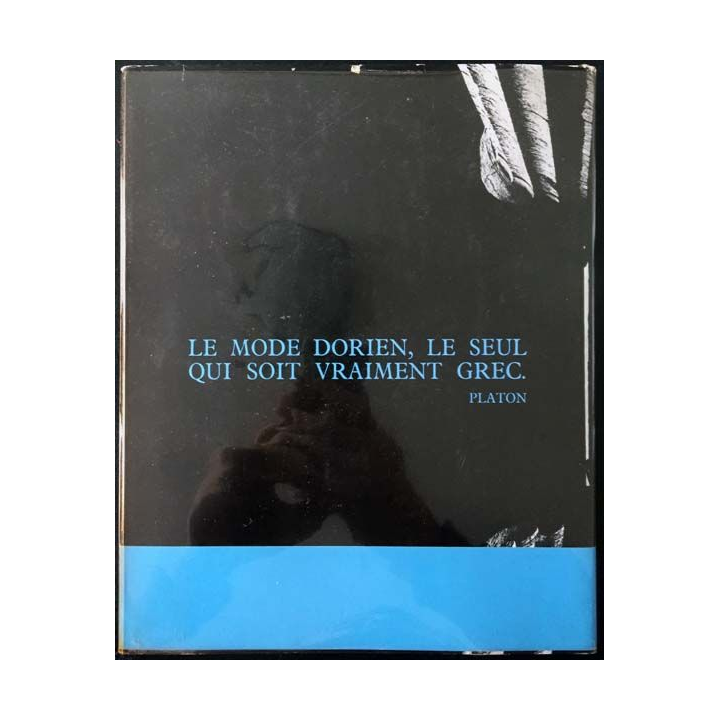 LE MODE DORIEN, LE SEUL
QUI SOIT VRAIMENT GREC.
PLATON